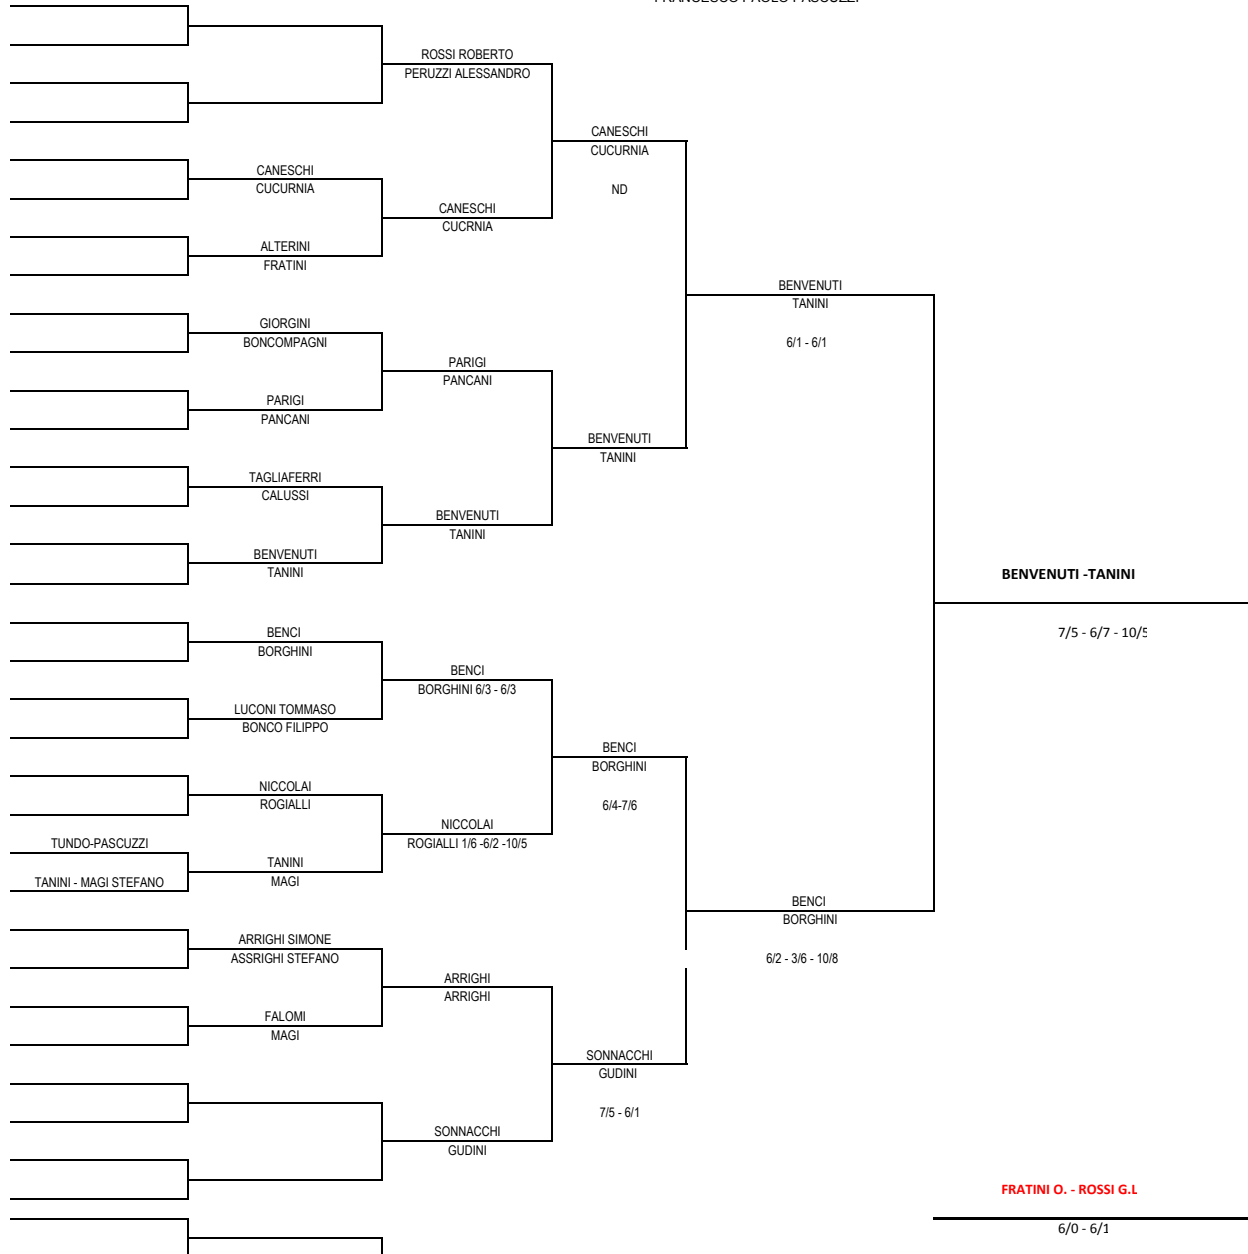 FRANCESCO PAOLO PASCUZZI
ROSSI ROBERTO
PERUZZI ALESSANDRO
CANESCHI
CUCURNIA
ND
CANESCHI
CUCURNIA
CANESCHI
CUCRNIA
ALTERINI
FRATINI
BENVENUTI
TANINI
6/1 - 6/1
GIORGINI
BONCOMPAGNI
PARIGI
PANCANI
PARIGI
PANCANI
BENVENUTI
TANINI
TAGLIAFERRI
CALUSSI
BENVENUTI
TANINI
BENVENUTI
TANINI
BENVENUTI -TANINI
7/5 - 6/7 - 10/5
BENCI
BORGHINI
BENCI
BORGHINI 6/3 - 6/3
LUCONI TOMMASO
BONCO FILIPPO
BENCI
BORGHINI
6/4-7/6
NICCOLAI
ROGIALLI
NICCOLAI
ROGIALLI 1/6 -6/2 -10/5
TUNDO-PASCUZZI
TANINI - MAGI STEFANO
TANINI
MAGI
BENCI
BORGHINI
6/2 - 3/6 - 10/8
ARRIGHI SIMONE
ASSRIGHI STEFANO
ARRIGHI
ARRIGHI
FALOMI
MAGI
SONNACCHI
GUDINI
7/5 - 6/1
SONNACCHI
GUDINI
FRATINI O. - ROSSI G.L
6/0 - 6/1